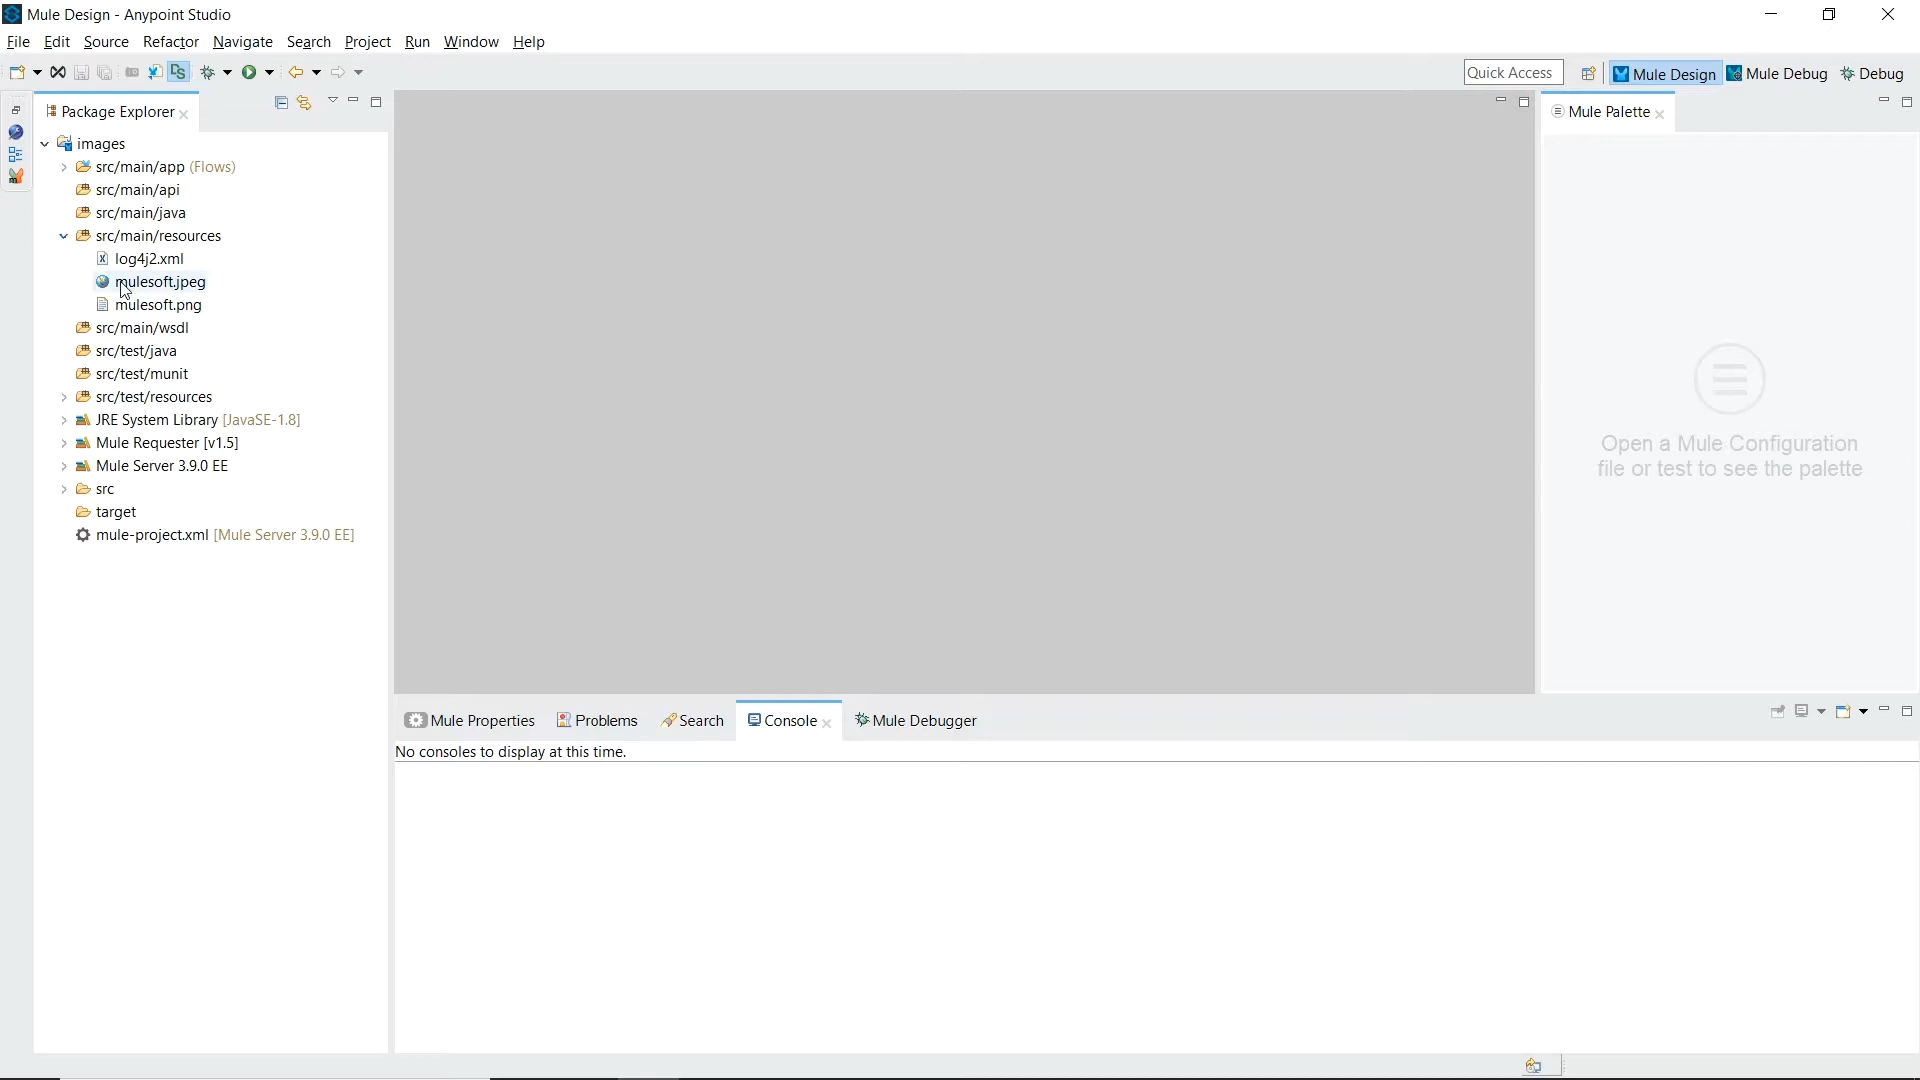 Mule Design - Anypoint Studio
File Edit Source Refactor Navigate Search Project Run Window Help
Quick Access Mule Design Mule Debug Debug
Package Explorer
Mule Palette
images
src/main/app (Flows)
src/main/api
src/main/java
src/main/resources
log4j2.xml
mulesoft.jpeg
mulesoft.png
src/main/wsdl
src/test/java
src/test/munit
src/test/resources
JRE System Library [JavaSE-1.8]
Mule Requester [v1.5]
Mule Server 3.9.0 EE
src
target
mule-project.xml [Mule Server 3.9.0 EE]
Open a Mule Configuration
file or test to see the palette
Mule Properties Problems Search Console Mule Debugger
No consoles to display at this time.